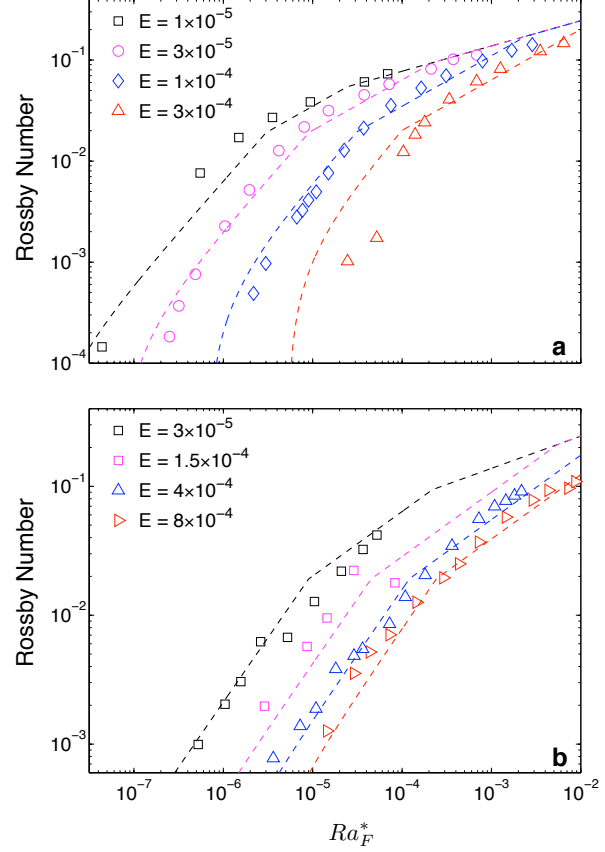 E = 1×10⁻⁵
E = 3×10⁻⁵
E = 1×10⁻⁴
E = 3×10⁻⁴
10⁻¹
10⁻²
10⁻³
10⁻⁴
Rossby Number
a
E = 3×10⁻⁵
E = 1.5×10⁻⁴
E = 4×10⁻⁴
E = 8×10⁻⁴
10⁻¹
10⁻²
10⁻³
Rossby Number
b
10⁻⁷ 10⁻⁶ 10⁻⁵ 10⁻⁴ 10⁻³ 10⁻²
Ra*_F